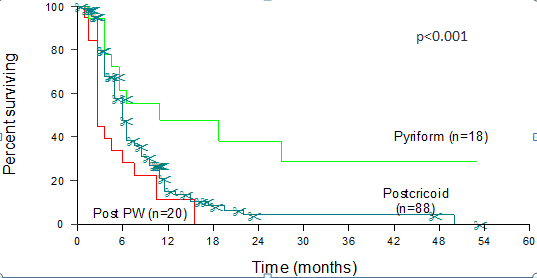 100
80
60
40
20
0
Percent surviving
p<0.001
Pyriform (n=18)
Postcricoid
(n=88)
Post PW (n=20)
0 6 12 18 24 30 36 42 48 54 60
Time (months)